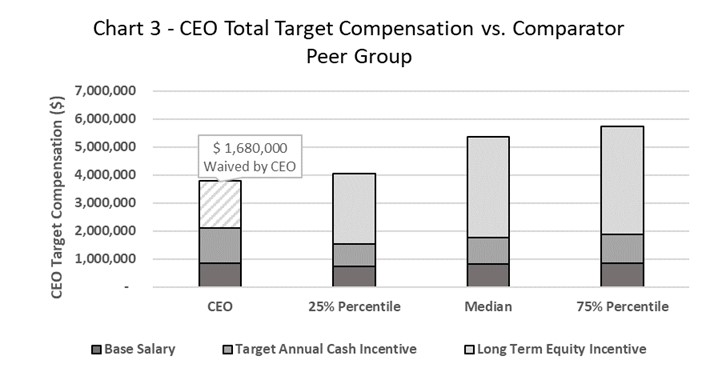 Chart 3 - CEO Total Target Compensation vs. Comparator
Peer Group
CEO Target Compensation ($)
7,000,000
6,000,000
5,000,000
4,000,000
3,000,000
2,000,000
1,000,000
-
$ 1,680,000
Waived by CEO
CEO
25% Percentile
Median
75% Percentile
Base Salary
Target Annual Cash Incentive
Long Term Equity Incentive